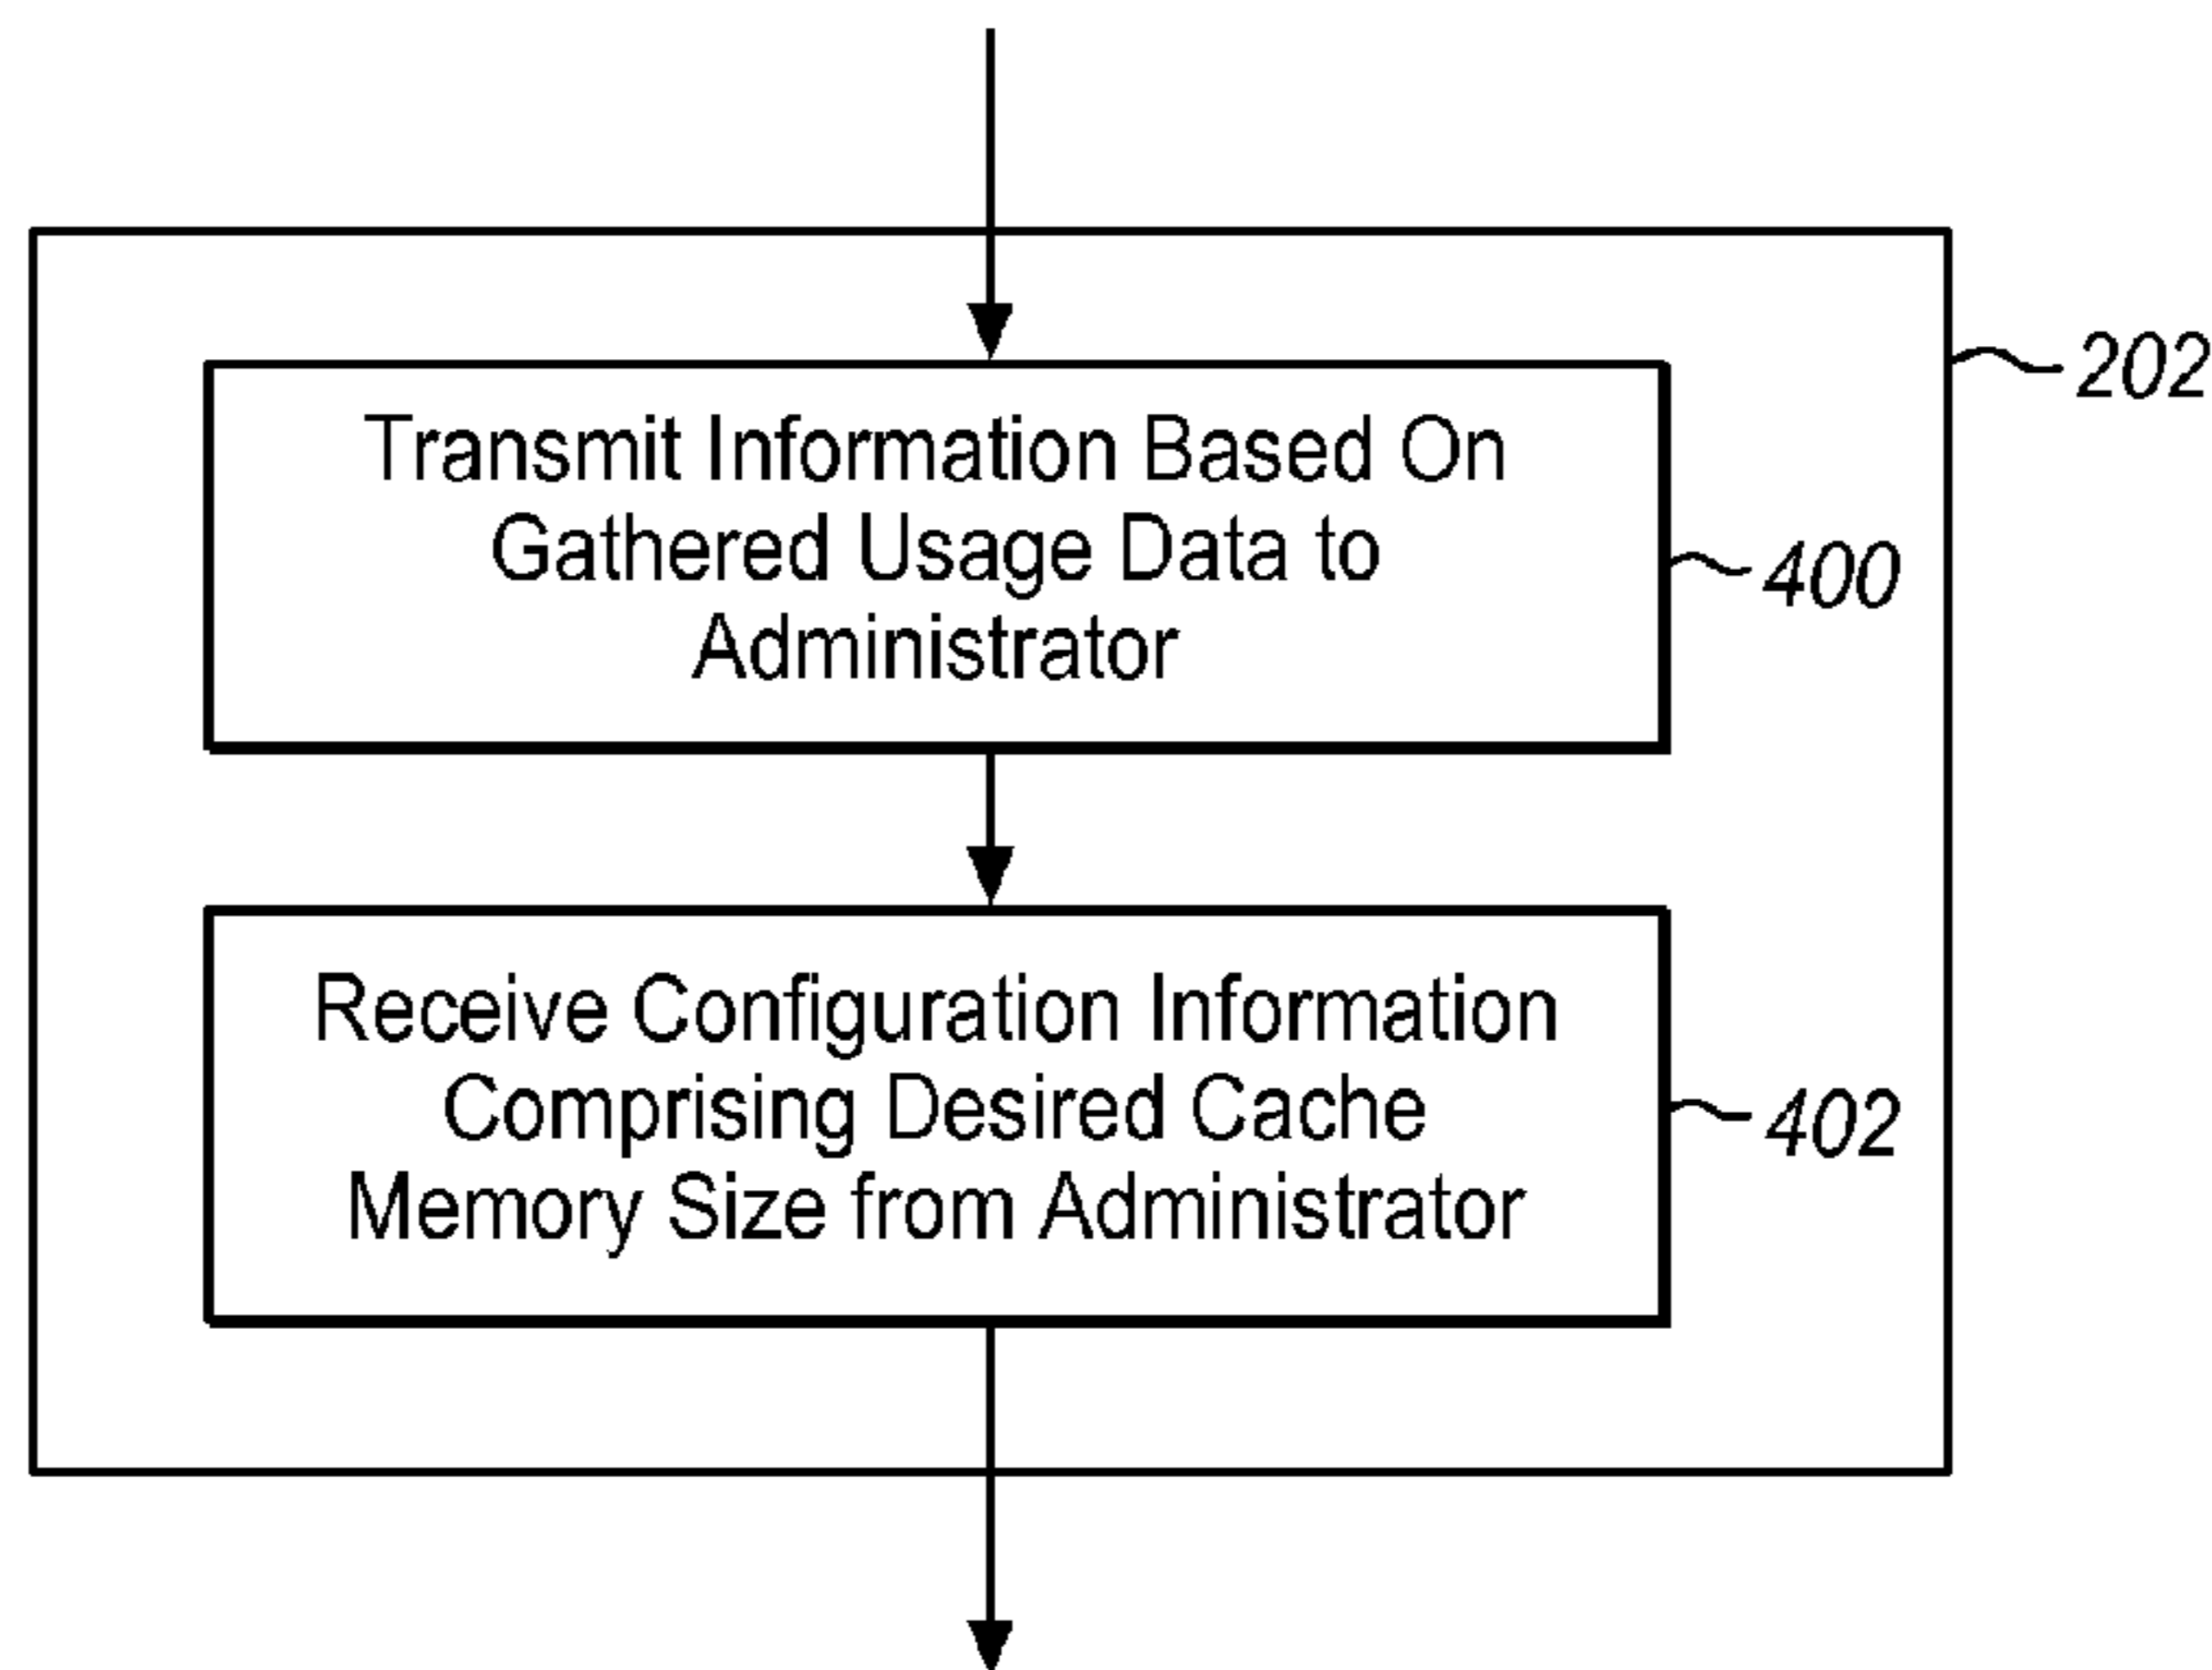 202
Transmit Information Based On
Gathered Usage Data to
Administrator
400
Receive Configuration Information
Comprising Desired Cache
Memory Size from Administrator
402